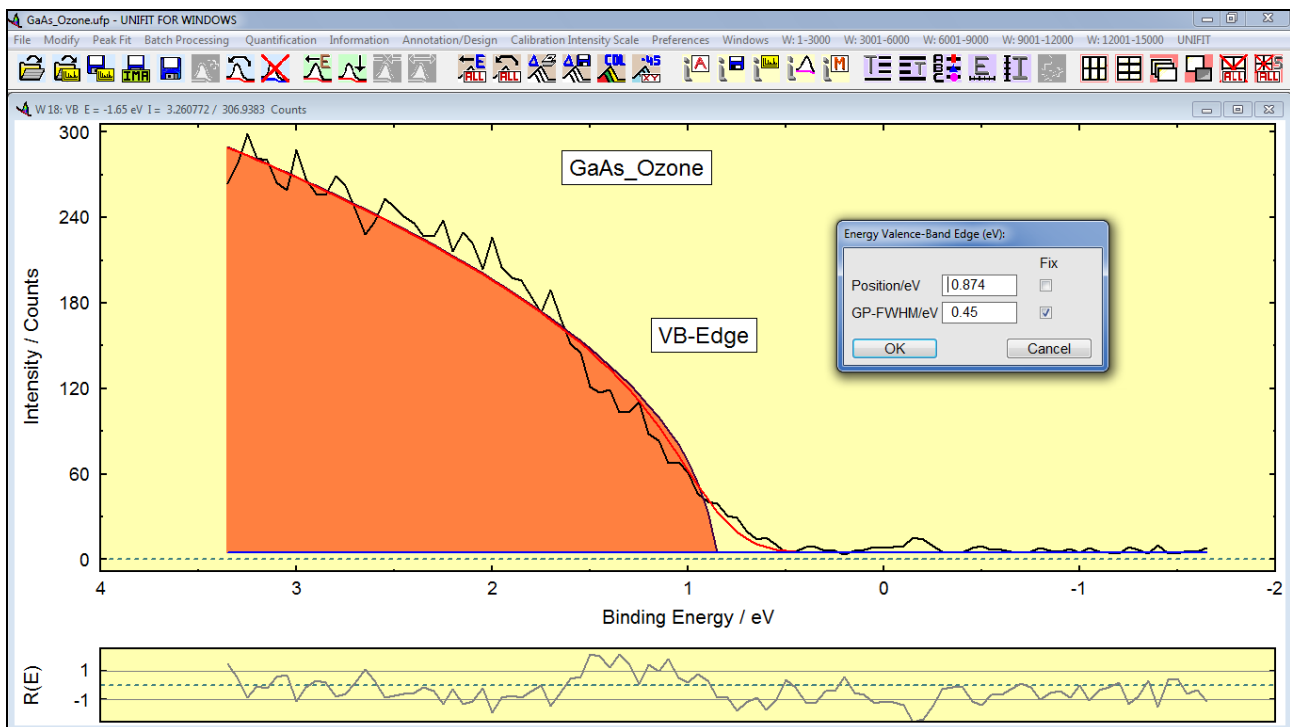 GaAs_Ozone.ufp - UNIFIT FOR WINDOWS
File Modify Peak Fit Batch Processing Quantification Information Annotation/Design Calibration Intensity Scale Preferences Windows W: 1-3000 W: 3001-6000 W: 6001-9000 W: 9001-12000 W: 12001-15000 UNIFIT
W 18: VB E = -1.65 eV I = 3.260772 / 306.9383 Counts
300
240
180
120
60
0
Intensity / Counts
GaAs_Ozone
VB-Edge
Energy Valence-Band Edge (eV):
Fix
Position/eV 0.874
GP-FWHM/eV 0.45
OK Cancel
4 3 2 1 0 -1 -2
Binding Energy / eV
R(E)
1
-1